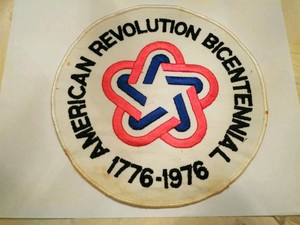 AMERICAN REVOLUTION BICENTENNIAL
1776-1976